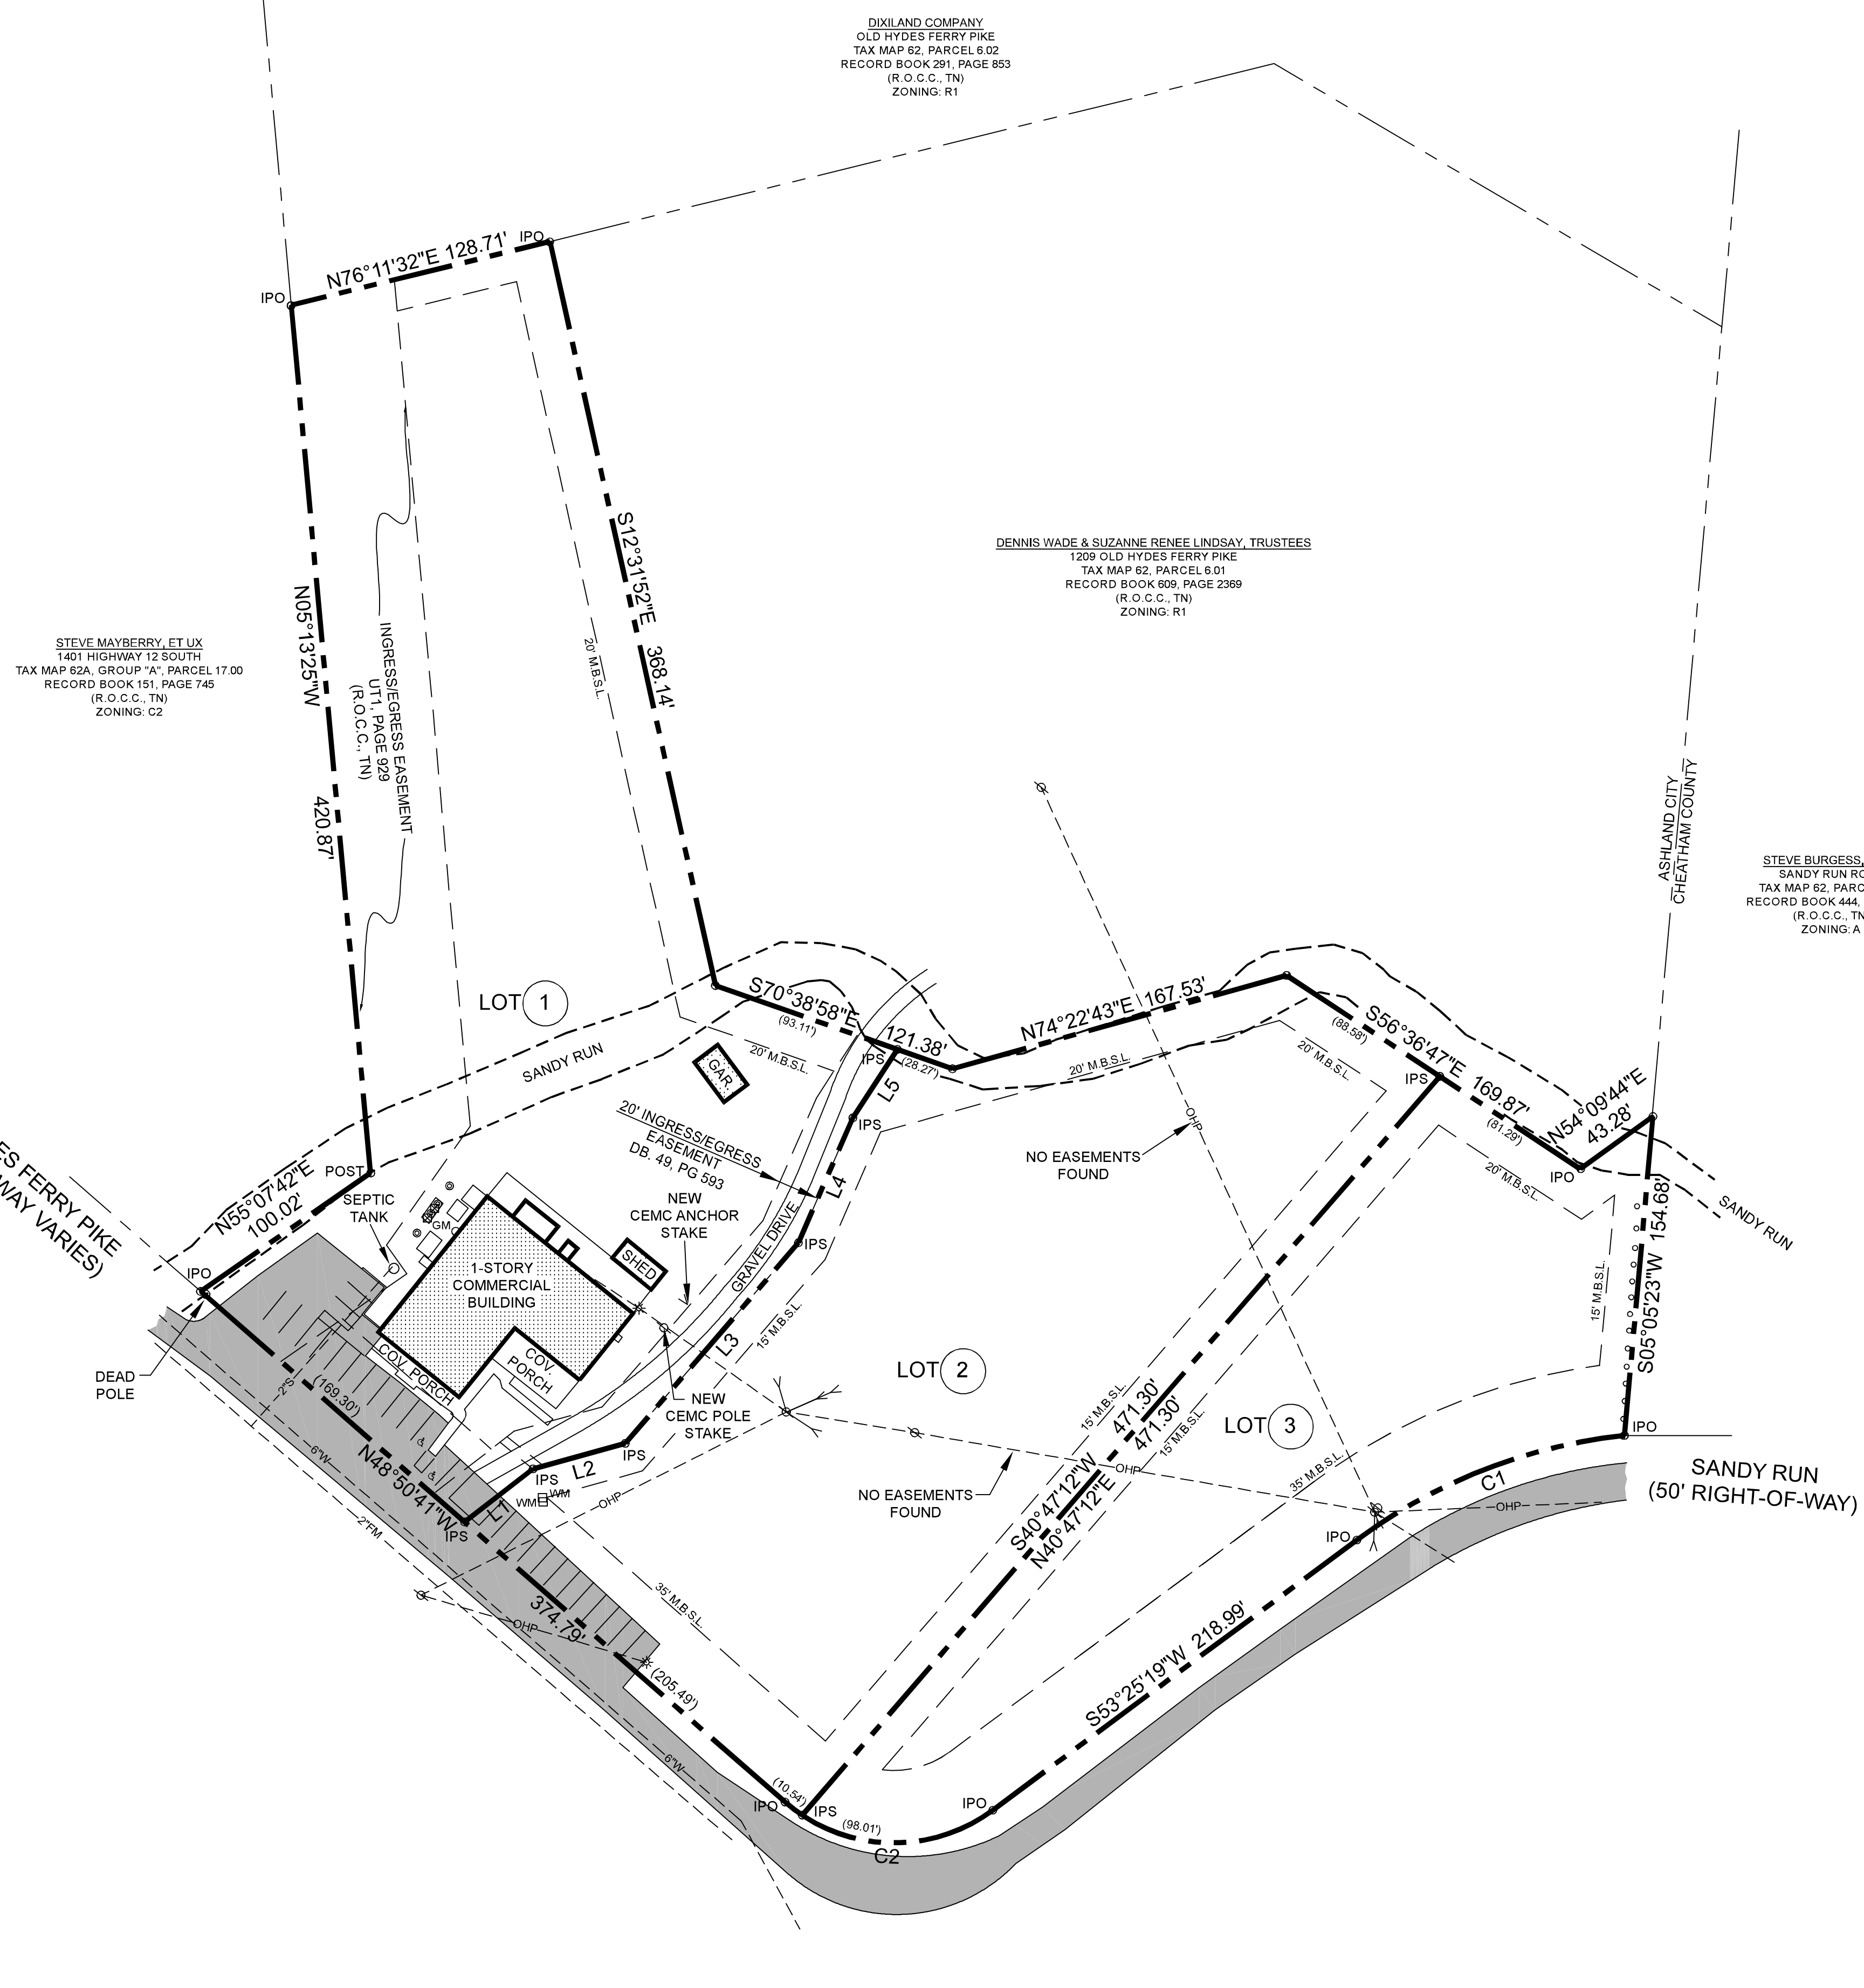 DIXILAND COMPANY
OLD HYDES FERRY PIKE
TAX MAP 62, PARCEL 6.02
RECORD BOOK 291, PAGE 853
(R.O.C.C., TN)
ZONING: R1
IPO
N76°11'32"E 128.71'
IPO
DENNIS WADE & SUZANNE RENEE LINDSAY, TRUSTEES
1209 OLD HYDES FERRY PIKE
TAX MAP 62, PARCEL 6.01
RECORD BOOK 609, PAGE 2369
(R.O.C.C., TN)
ZONING: R1
STEVE MAYBERRY, ET UX
1401 HIGHWAY 12 SOUTH
TAX MAP 62A, GROUP "A", PARCEL 17.00
RECORD BOOK 151, PAGE 745
(R.O.C.C., TN)
ZONING: C2
N05°13'25"W 420.87'
INGRESS/EGRESS EASEMENT
UT1, PAGE 929
(R.O.C.C., TN)
20' M.B.S.L.
S12°31'52"E 368.14'
ASHLAND CITY
CHEATHAM COUNTY
STEVE BURGESS,
SANDY RUN RO
TAX MAP 62, PARC
RECORD BOOK 444,
(R.O.C.C., TN
ZONING: A
LOT 1
SANDY RUN
S70°38'58"E 121.38'
(93.11')
(28.27')
IPS
20' M.B.S.L.
GAR.
N74°22'43"E 167.53'
20' M.B.S.L.
S56°36'47"E 169.87'
(88.58')
(81.29')
20' M.B.S.L.
IPS
N54°09'44"E
43.28'
IPO
20' M.B.S.L.
SANDY RUN
L5
IPS
20' INGRESS/EGRESS
EASEMENT
DB. 49, PG 593
L4
IPS
NO EASEMENTS
FOUND
OHP
ES FERRY PIKE
WAY VARIES)
N55°07'42"E
100.02'
POST
SEPTIC
TANK
IPO
DEAD
POLE
GM
1-STORY
COMMERCIAL
BUILDING
SHED
NEW
CEMC ANCHOR
STAKE
GRAVEL DRIVE
COV. PORCH
COV.
PORCH
NEW
CEMC POLE
STAKE
L3
15' M.B.S.L.
LOT 2
LOT 3
15' M.B.S.L.
S05°05'23"W 154.68'
IPO
2"S
(169.30')
N48°50'41"W 374.79'
6"W
2"FM
L1
IPS
L2
IPS
IPS
WM
WM
OHP
NO EASEMENTS
FOUND
OHP
15' M.B.S.L.
S40°47'12"W 471.30'
N40°47'12"E 471.30'
15' M.B.S.L.
35' M.B.S.L.
C1
OHP
IPO
SANDY RUN
(50' RIGHT-OF-WAY)
35' M.B.S.L.
OHP
(205.49')
S53°25'19"W 218.99'
6"W
(10.54')
IPO
IPS
(98.01')
C2
IPO